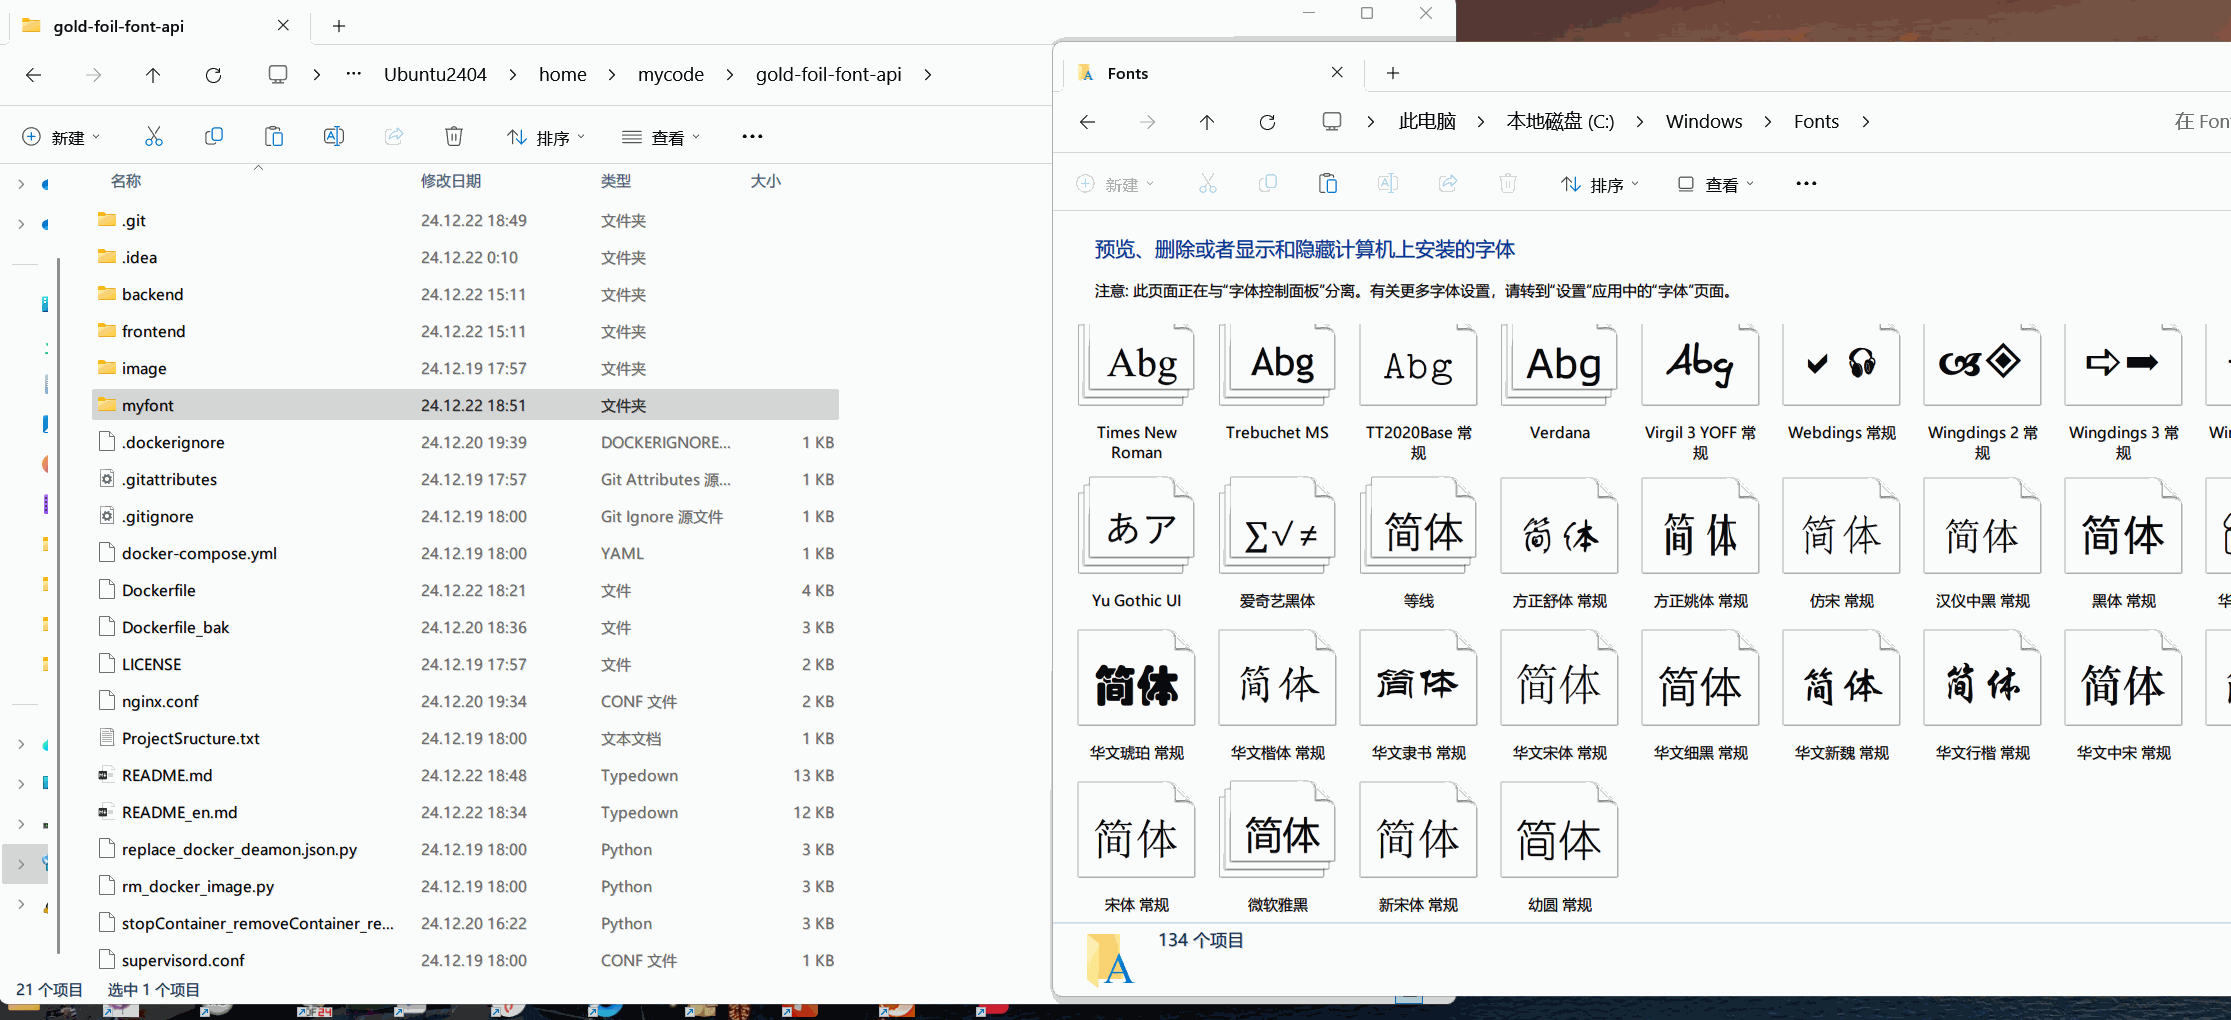 gold-foil-font-api
Ubuntu2404 home mycode gold-foil-font-api
新建 排序 查看
名称 修改日期 类型 大小
.git 24.12.22 18:49 文件夹
.idea 24.12.22 0:10 文件夹
backend 24.12.22 15:11 文件夹
frontend 24.12.22 15:11 文件夹
image 24.12.19 17:57 文件夹
myfont 24.12.22 18:51 文件夹
.dockerignore 24.12.20 19:39 DOCKERIGNORE... 1 KB
.gitattributes 24.12.19 17:57 Git Attributes 源... 1 KB
.gitignore 24.12.19 18:00 Git Ignore 源文件 1 KB
docker-compose.yml 24.12.19 18:00 YAML 1 KB
Dockerfile 24.12.22 18:21 文件 4 KB
Dockerfile_bak 24.12.20 18:36 文件 3 KB
LICENSE 24.12.19 17:57 文件 2 KB
nginx.conf 24.12.20 19:34 CONF 文件 2 KB
ProjectSructure.txt 24.12.19 18:00 文本文档 1 KB
README.md 24.12.22 18:48 Typedown 13 KB
README_en.md 24.12.22 18:34 Typedown 12 KB
replace_docker_deamon.json.py 24.12.19 18:00 Python 3 KB
rm_docker_image.py 24.12.19 18:00 Python 3 KB
stopContainer_removeContainer_re... 24.12.20 16:22 Python 3 KB
supervisord.conf 24.12.19 18:00 CONF 文件 1 KB
21 个项目 选中 1 个项目
Fonts
此电脑 本地磁盘 (C:) Windows Fonts 在 Fon
新建 排序 查看
预览、删除或者显示和隐藏计算机上安装的字体
注意: 此页面正在与“字体控制面板”分离。有关更多字体设置，请转到“设置”应用中的“字体”页面。
Abg Abg Abg Abg Abg
Times New Roman Trebuchet MS TT2020Base 常规 Verdana Virgil 3 YOFF 常规 Webdings 常规 Wingdings 2 常规 Wingdings 3 常规
あア ∑√≠ 简体 简体 简体 简体 简体 简体
Yu Gothic UI 爱奇艺黑体 等线 方正舒体 常规 方正姚体 常规 仿宋 常规 汉仪中黑 常规 黑体 常规
简体 简体 简体 简体 简体 简体 简体 简体
华文琥珀 常规 华文楷体 常规 华文隶书 常规 华文宋体 常规 华文细黑 常规 华文新魏 常规 华文行楷 常规 华文中宋 常规
简体 简体 简体 简体
宋体 常规 微软雅黑 新宋体 常规 幼圆 常规
134 个项目